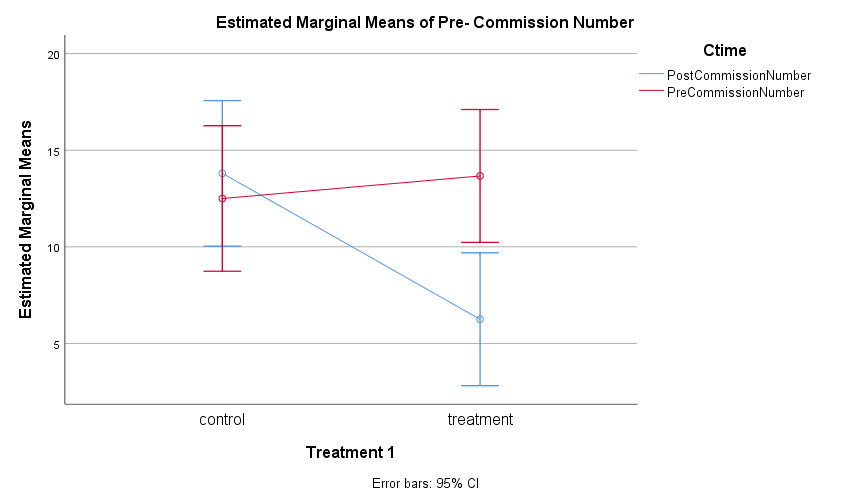 Estimated Marginal Means of Pre- Commission Number
Ctime
PostCommissionNumber
PreCommissionNumber
Estimated Marginal Means
20
15
10
5
control
treatment
Treatment 1
Error bars: 95% CI